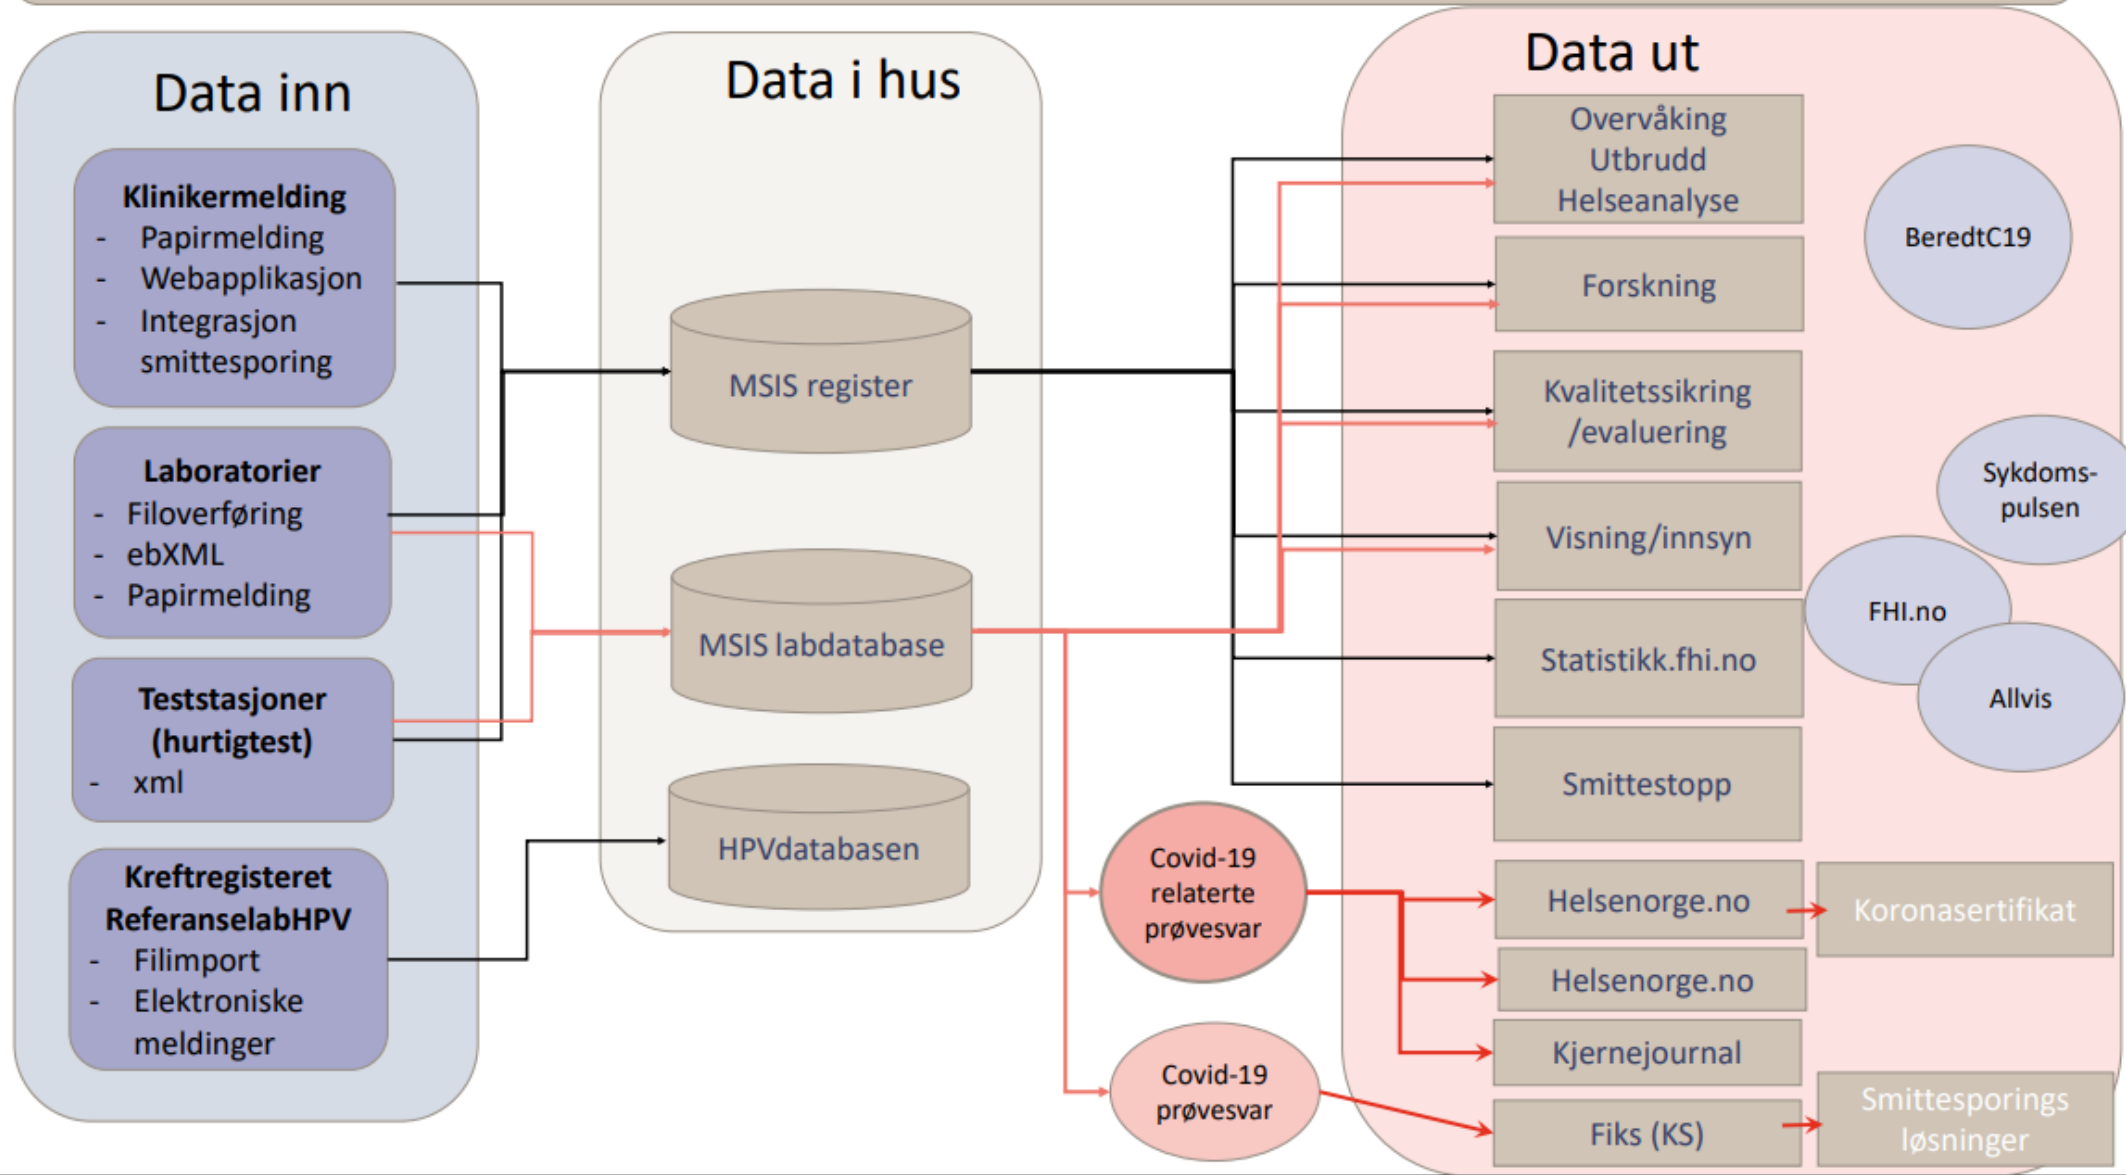 Data inn
Klinikermelding
- Papirmelding
- Webapplikasjon
- Integrasjon
smittesporing
Laboratorier
- Filoverføring
- ebXML
- Papirmelding
Teststasjoner
(hurtigtest)
- xml
Kreftregisteret
ReferanselabHPV
- Filimport
- Elektroniske
meldinger
Data i hus
MSIS register
MSIS labdatabase
HPVdatabasen
Covid-19
relaterte
prøvesvar
Covid-19
prøvesvar
Data ut
Overvåking
Utbrudd
Helseanalyse
Forskning
Kvalitetssikring
/evaluering
Visning/innsyn
Statistikk.fhi.no
Smittestopp
Helsenorge.no
Koronasertifikat
Helsenorge.no
Kjernejournal
Fiks (KS)
Smittesporings
løsninger
BeredtC19
Sykdoms-
pulsen
FHI.no
Allvis